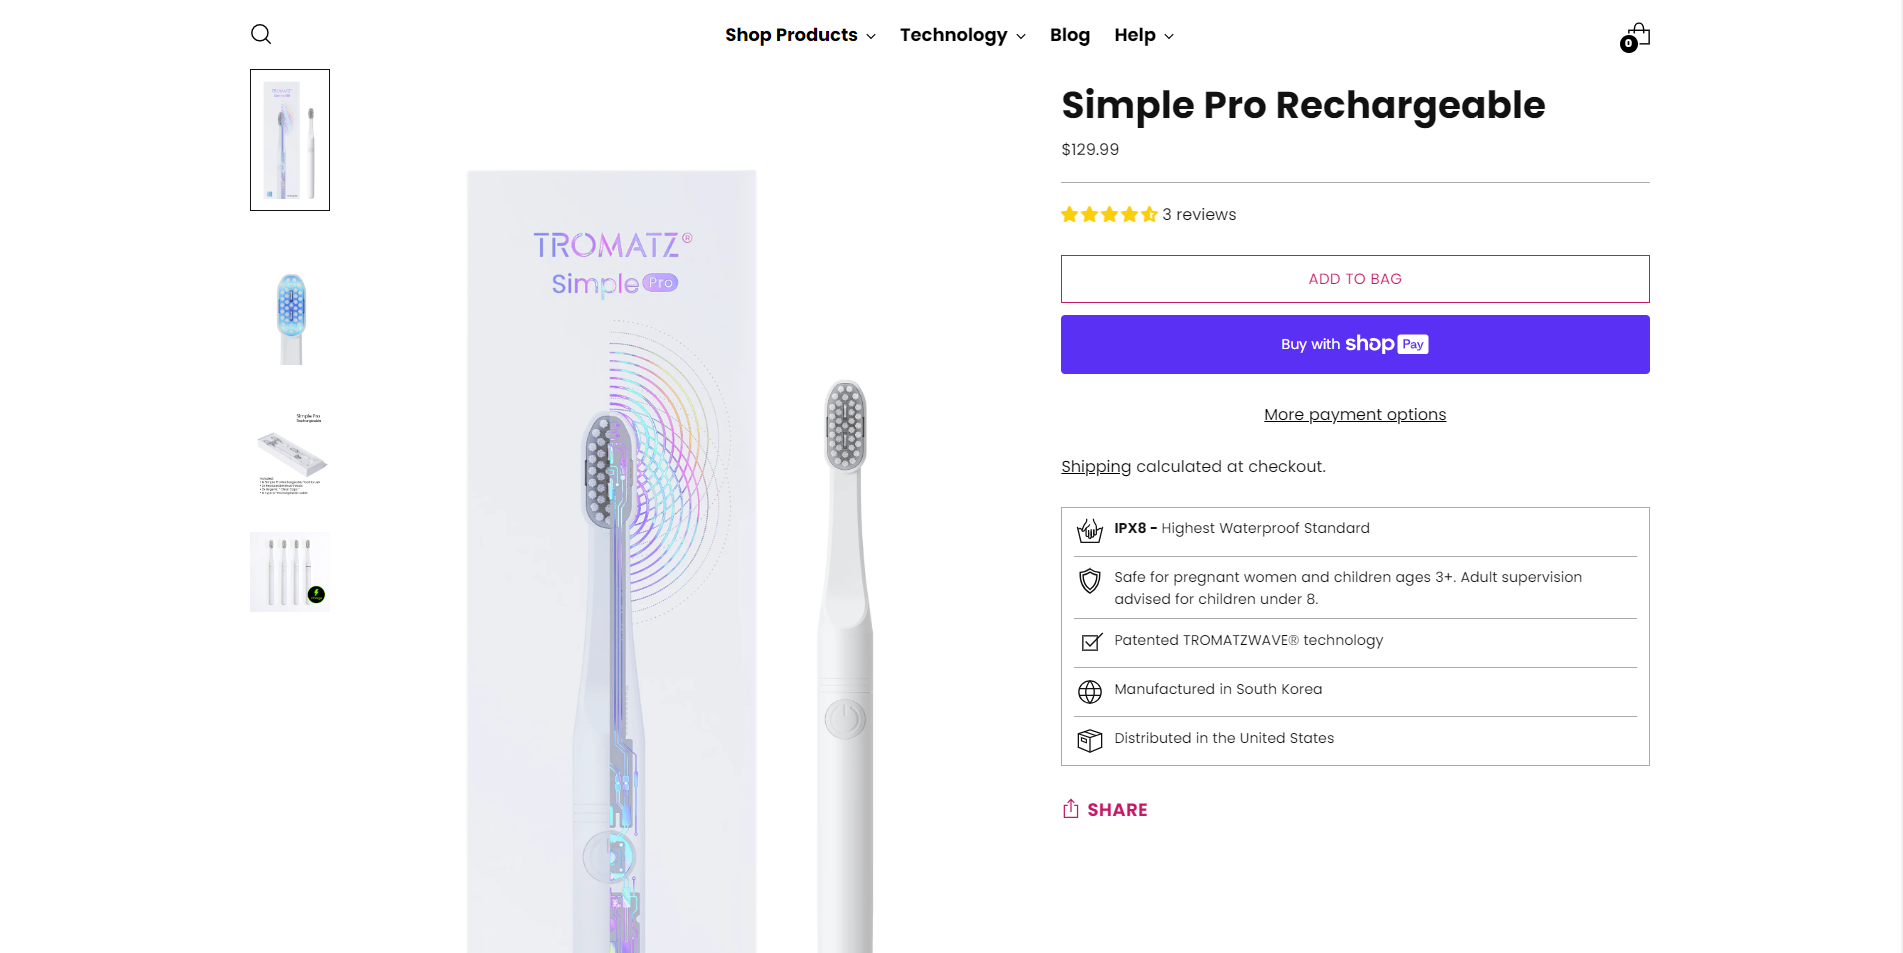 Shop Products
Technology
Blog
Help
0
Simple Pro Rechargeable
$129.99
3 reviews
ADD TO BAG
Buy with shop Pay
More payment options
Shipping calculated at checkout.
IPX8 - Highest Waterproof Standard
Safe for pregnant women and children ages 3+. Adult supervision
advised for children under 8.
Patented TROMATZWAVE® technology
Manufactured in South Korea
Distributed in the United States
SHARE
TROMATZ®
Simple Pro
Simple Pro
Rechargeable